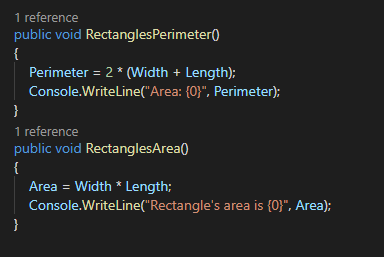 1 reference
public void RectanglesPerimeter()
{
Perimeter = 2 * (Width + Length);
Console.WriteLine("Area: {0}", Perimeter);
}
1 reference
public void RectanglesArea()
{
Area = Width * Length;
Console.WriteLine("Rectangle's area is {0}", Area);
}